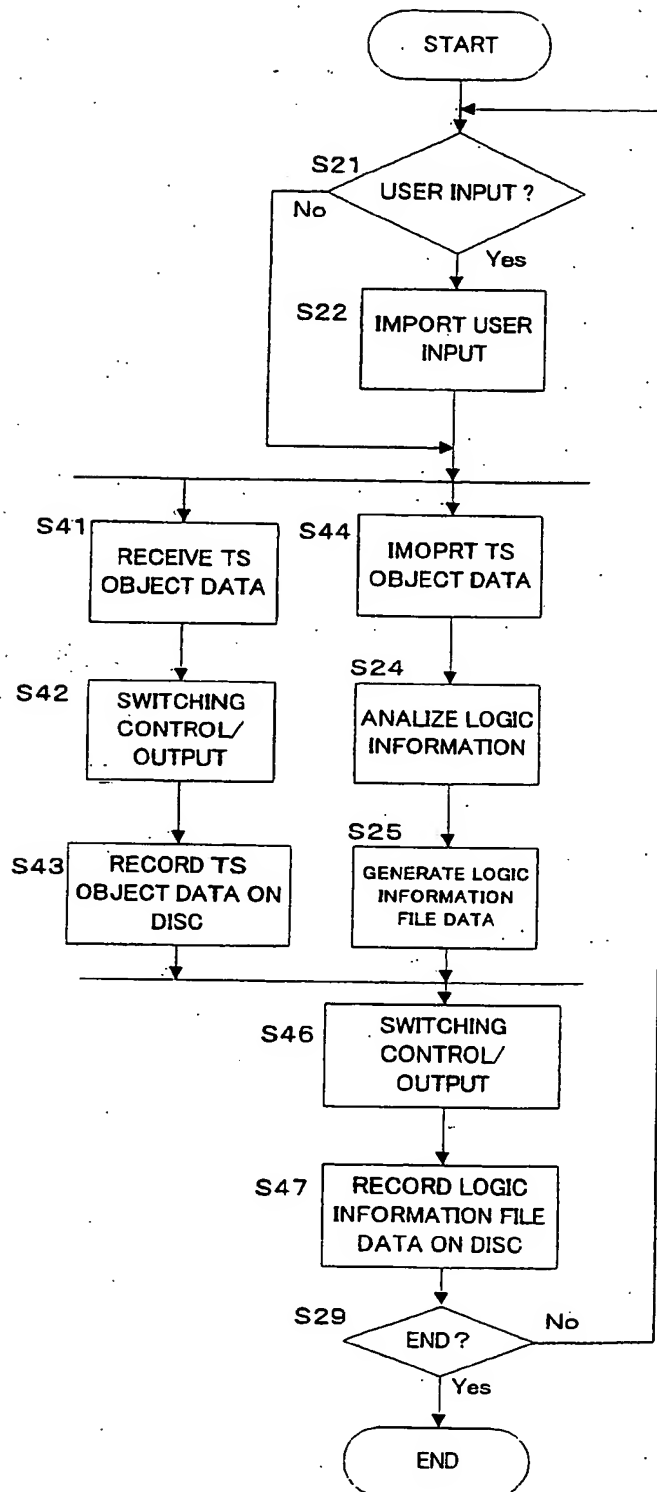 START
S21
USER INPUT ?
No
Yes
S22
IMPORT USER
INPUT
S41
RECEIVE TS
OBJECT DATA
S44
IMOPRT TS
OBJECT DATA
S42
SWITCHING
CONTROL/
OUTPUT
S24
ANALIZE LOGIC
INFORMATION
S43
RECORD TS
OBJECT DATA ON
DISC
S25
GENERATE LOGIC
INFORMATION
FILE DATA
S46
SWITCHING
CONTROL/
OUTPUT
S47
RECORD LOGIC
INFORMATION FILE
DATA ON DISC
S29
END ?
No
Yes
END